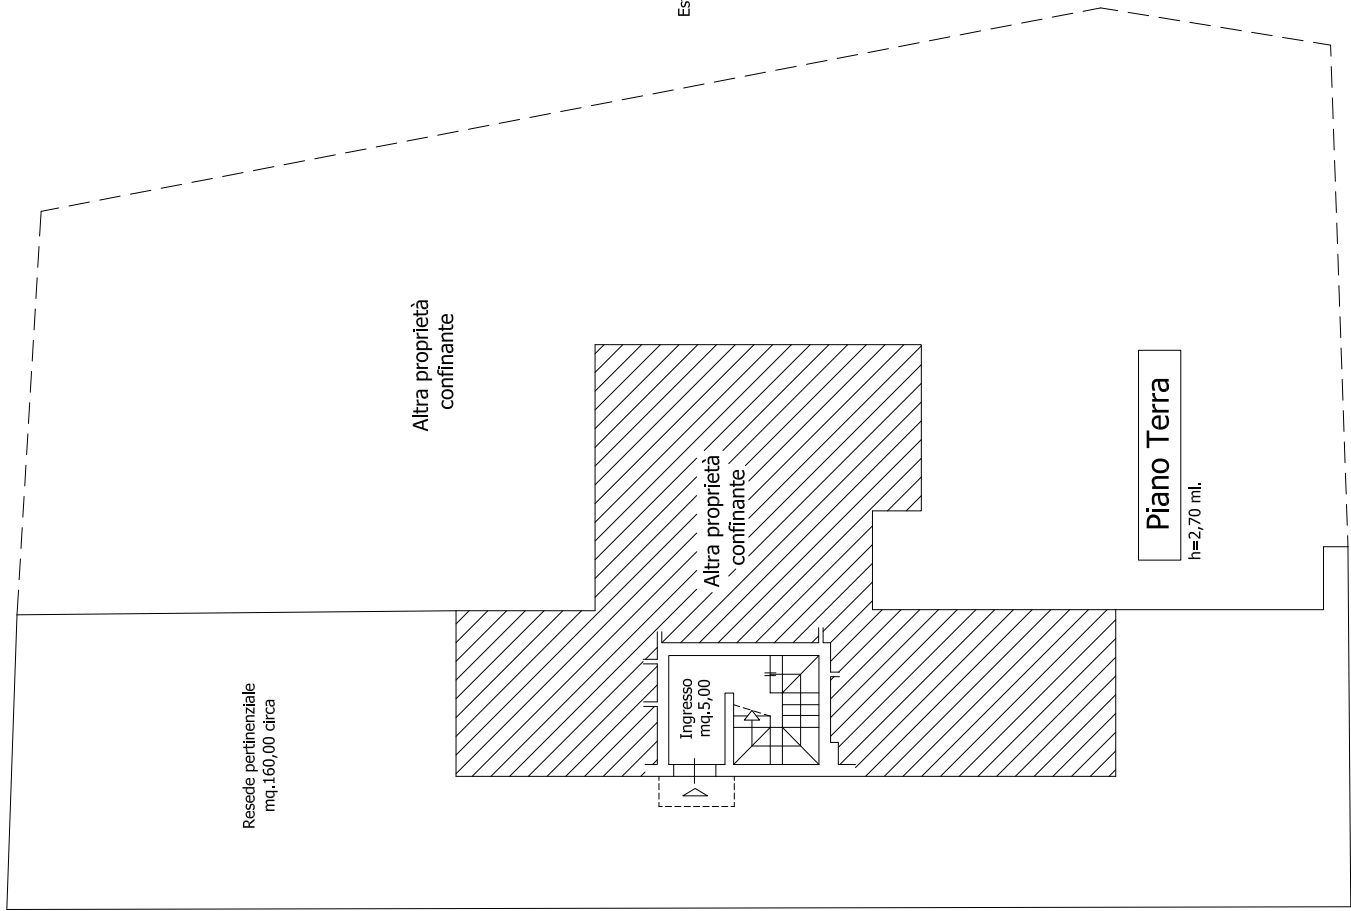 Es
Altra proprietà
confinante
Altra proprietà
confinante
Piano Terra
h=2,70 ml.
Resede pertinenziale
mq.160,00 circa
Ingresso
mq.5,00